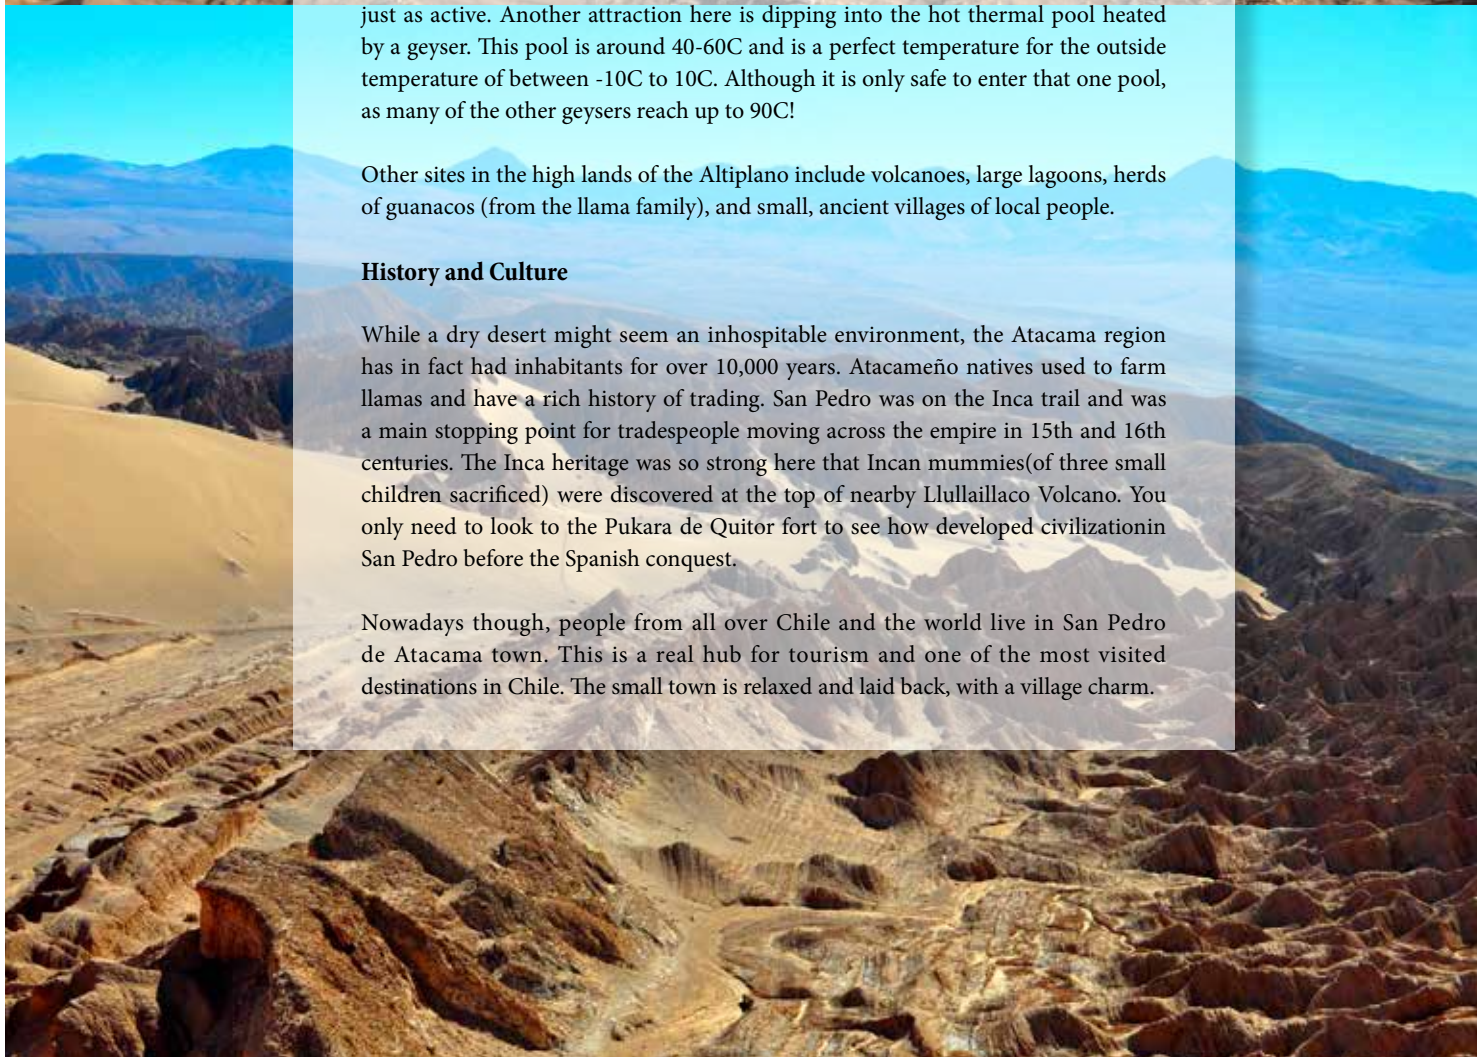 just as active. Another attraction here is dipping into the hot thermal pool heated
by a geyser. This pool is around 40-60C and is a perfect temperature for the outside
temperature of between -10C to 10C. Although it is only safe to enter that one pool,
as many of the other geysers reach up to 90C!
Other sites in the high lands of the Altiplano include volcanoes, large lagoons, herds
of guanacos (from the llama family), and small, ancient villages of local people.
History and Culture
While a dry desert might seem an inhospitable environment, the Atacama region
has in fact had inhabitants for over 10,000 years. Atacameño natives used to farm
llamas and have a rich history of trading. San Pedro was on the Inca trail and was
a main stopping point for tradespeople moving across the empire in 15th and 16th
centuries. The Inca heritage was so strong here that Incan mummies(of three small
children sacrificed) were discovered at the top of nearby Llullaillaco Volcano. You
only need to look to the Pukara de Quitor fort to see how developed civilizationin
San Pedro before the Spanish conquest.
Nowadays though, people from all over Chile and the world live in San Pedro
de Atacama town. This is a real hub for tourism and one of the most visited
destinations in Chile. The small town is relaxed and laid back, with a village charm.